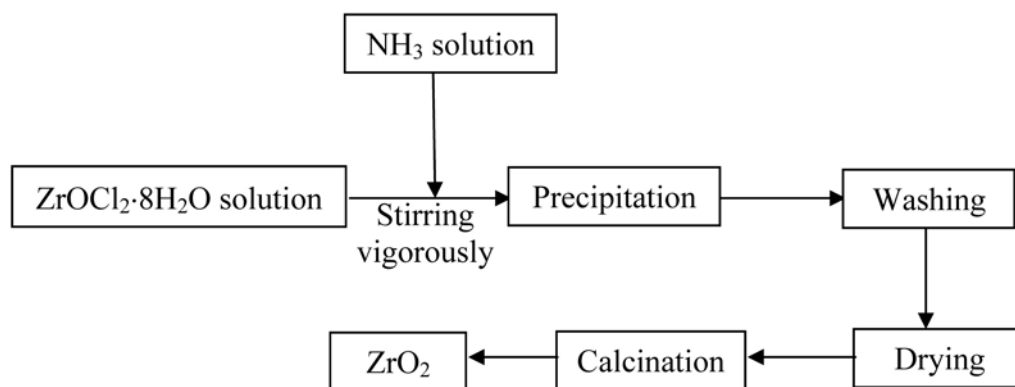 NH₃ solution
ZrOCl₂·8H₂O solution
Stirring
vigorously
Precipitation
Washing
Drying
Calcination
ZrO₂